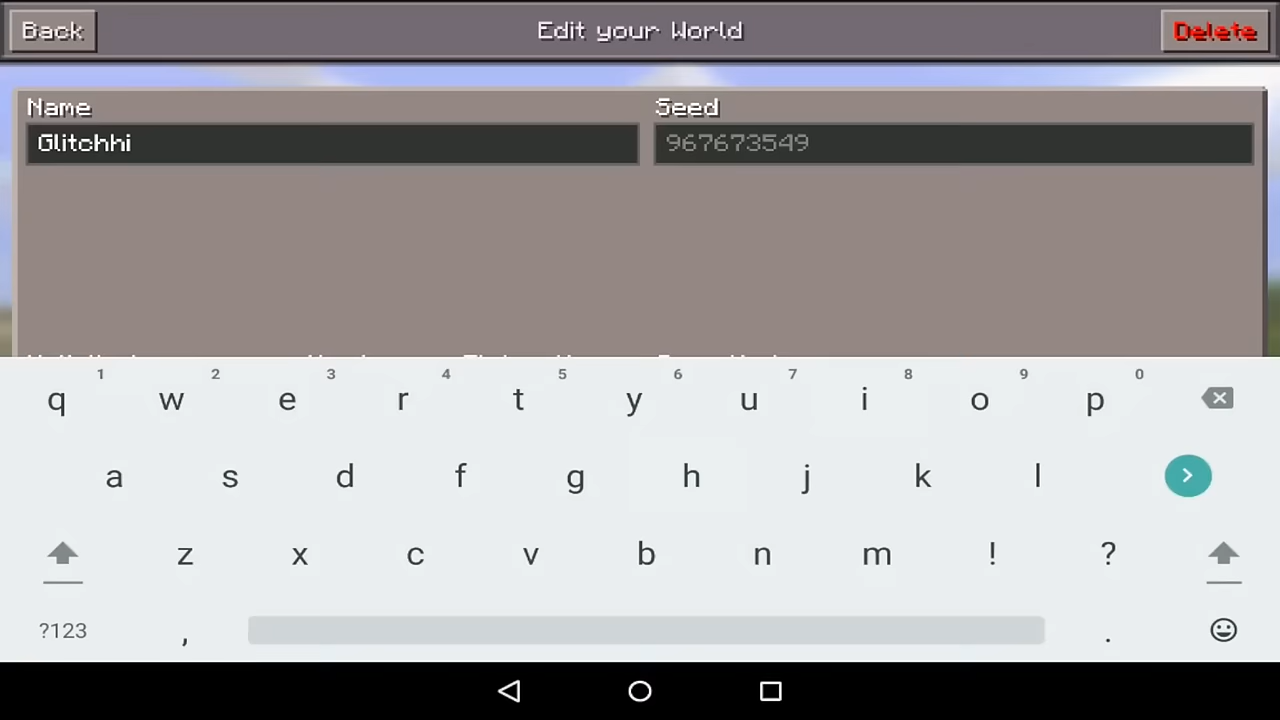 Back Edit your World Delete
Name Seed
Glitchhi 967673549
1 2 3 4 5 6 7 8 9 0
q w e r t y u i o p
a s d f g h j k l
z x c v b n m ! ?
?123 , .